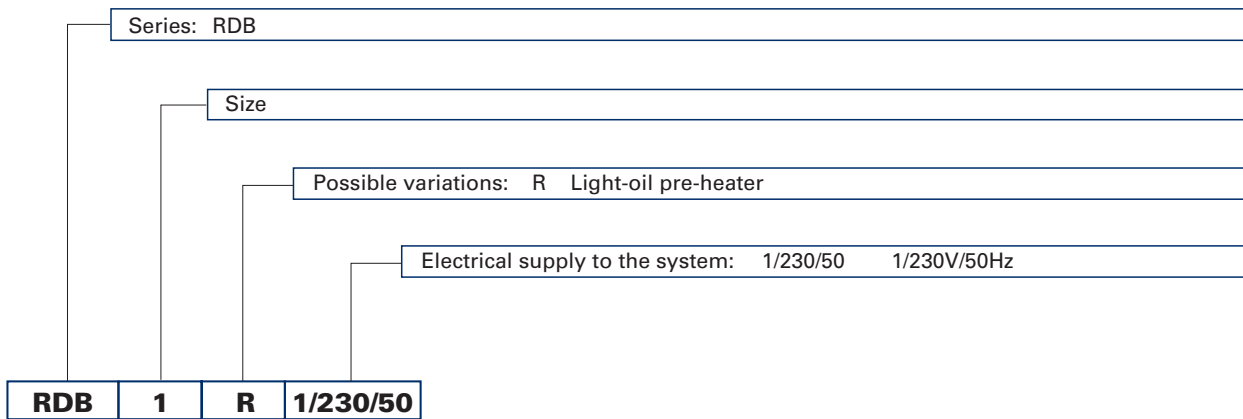 Series: RDB
Size
Possible variations: R Light-oil pre-heater
Electrical supply to the system: 1/230/50 1/230V/50Hz
RDB 1 R 1/230/50